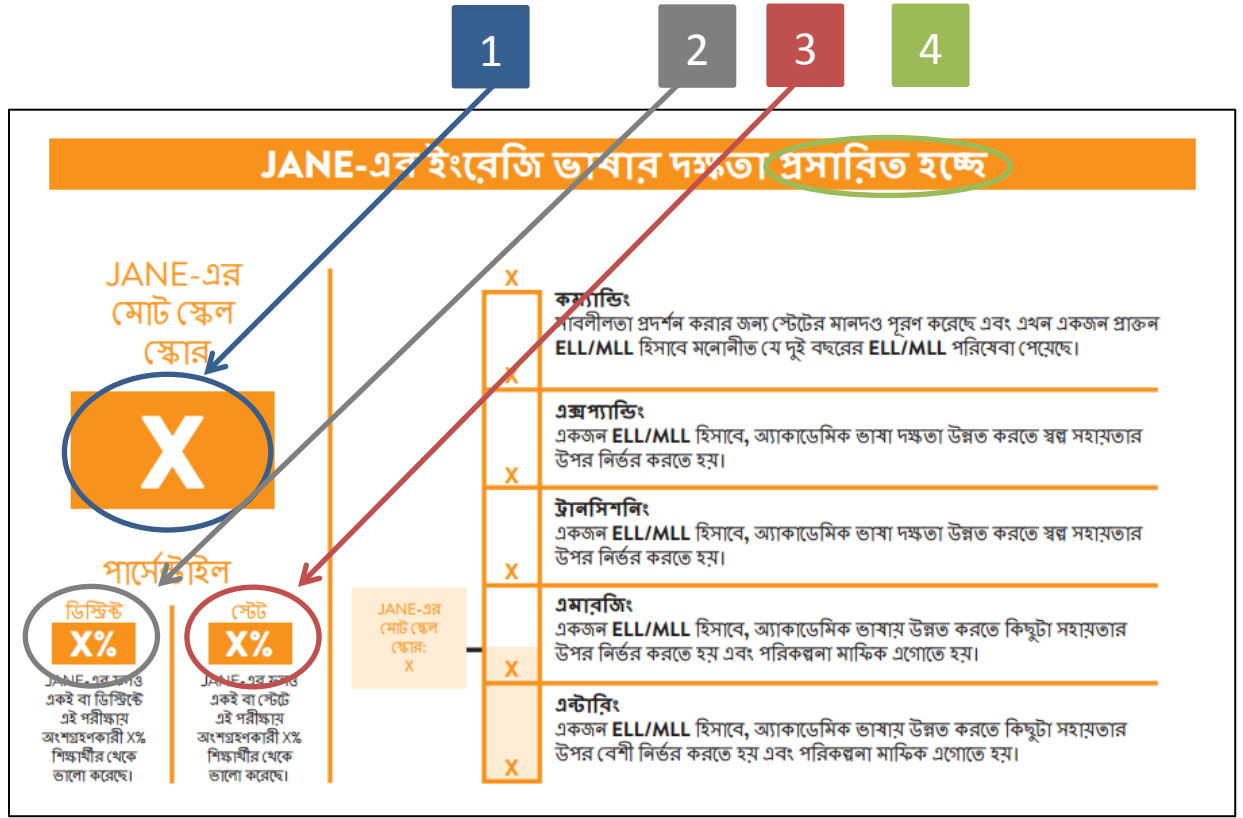 1 2 3 4
JANE-এর ইংরেজি ভাষার দক্ষতা প্রসারিত হচ্ছে
JANE-এর
মোট স্কেল
স্কোর
X
পার্সেন্টাইল
ডিস্ট্রিক্ট
X%
JANE-এর ফলও
একই বা ডিস্ট্রিক্টে
এই পরীক্ষায়
অংশগ্রহণকারী X%
শিক্ষার্থীর থেকে
ভালো করেছে।
স্টেট
X%
JANE-এর ফলও
একই বা স্টেটে
এই পরীক্ষায়
অংশগ্রহণকারী X%
শিক্ষার্থীর থেকে
ভালো করেছে।
JANE-এর
মোট স্কেল
স্কোর:
X
X
কম্যান্ডিং
সাবলীলতা প্রদর্শন করার জন্য স্টেটের মানদণ্ড পূরণ করেছে এবং এখন একজন প্রাক্তন
ELL/MLL হিসাবে মনোনীত যে দুই বছরের ELL/MLL পরিষেবা পেয়েছে।
X
এক্সপ্যান্ডিং
একজন ELL/MLL হিসাবে, অ্যাকাডেমিক ভাষা দক্ষতা উন্নত করতে স্বল্প সহায়তার
উপর নির্ভর করতে হয়।
X
ট্রানসিশনিং
একজন ELL/MLL হিসাবে, অ্যাকাডেমিক ভাষা দক্ষতা উন্নত করতে স্বল্প সহায়তার
উপর নির্ভর করতে হয়।
X
এমারজিং
একজন ELL/MLL হিসাবে, অ্যাকাডেমিক ভাষায় উন্নত করতে কিছুটা সহায়তার
উপর নির্ভর করতে হয় এবং পরিকল্পনা মাফিক এগোতে হয়।
X
এন্টারিং
একজন ELL/MLL হিসাবে, অ্যাকাডেমিক ভাষায় উন্নত করতে কিছুটা সহায়তার
উপর বেশী নির্ভর করতে হয় এবং পরিকল্পনা মাফিক এগোতে হয়।
X